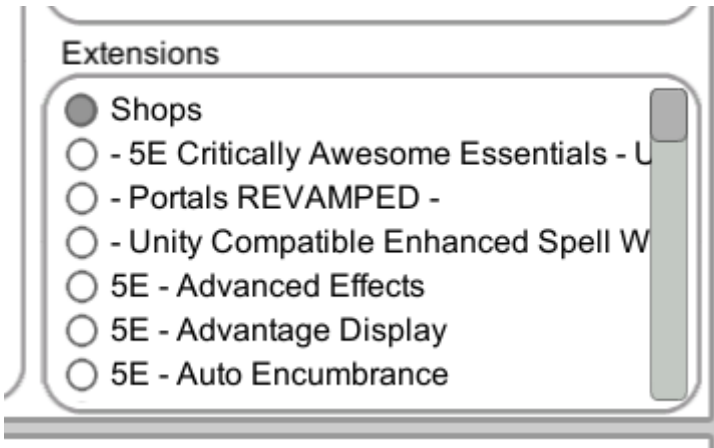 Extensions
Shops
- 5E Critically Awesome Essentials -
- Portals REVAMPED -
- Unity Compatible Enhanced Spell
5E - Advanced Effects
5E - Advantage Display
5E - Auto Encumbrance